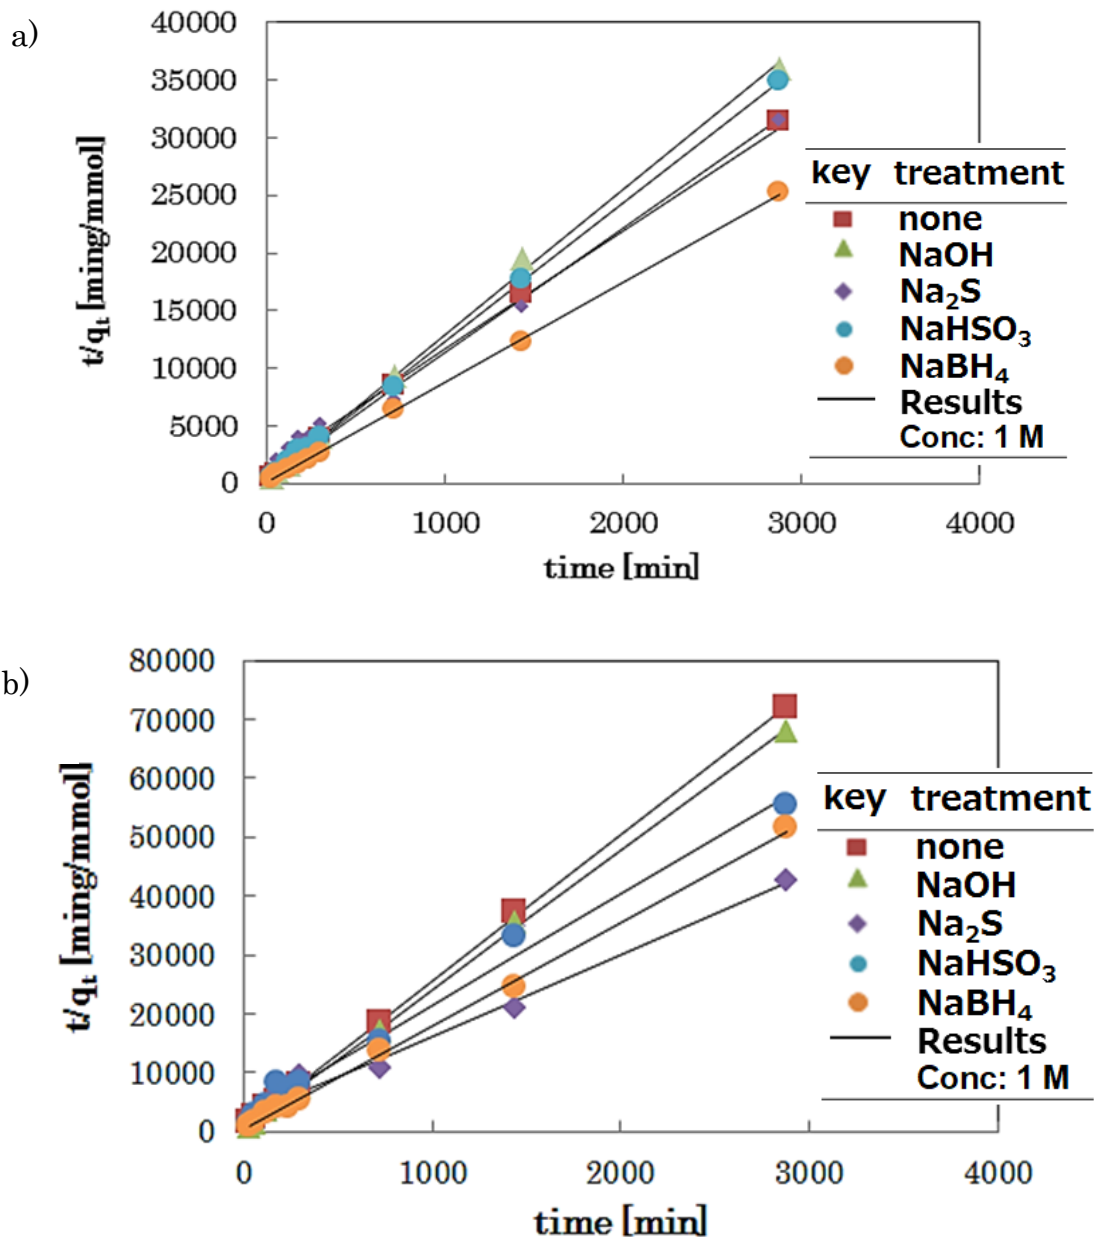 a)
40000
35000
30000
25000
20000
15000
10000
5000
0
t/qt [ming/mmol]
0 1000 2000 3000 4000
time [min]
key treatment
none
NaOH
Na2S
NaHSO3
NaBH4
Results
Conc: 1 M
b)
80000
70000
60000
50000
40000
30000
20000
10000
0
t/qt [ming/mmol]
0 1000 2000 3000 4000
time [min]
key treatment
none
NaOH
Na2S
NaHSO3
NaBH4
Results
Conc: 1 M